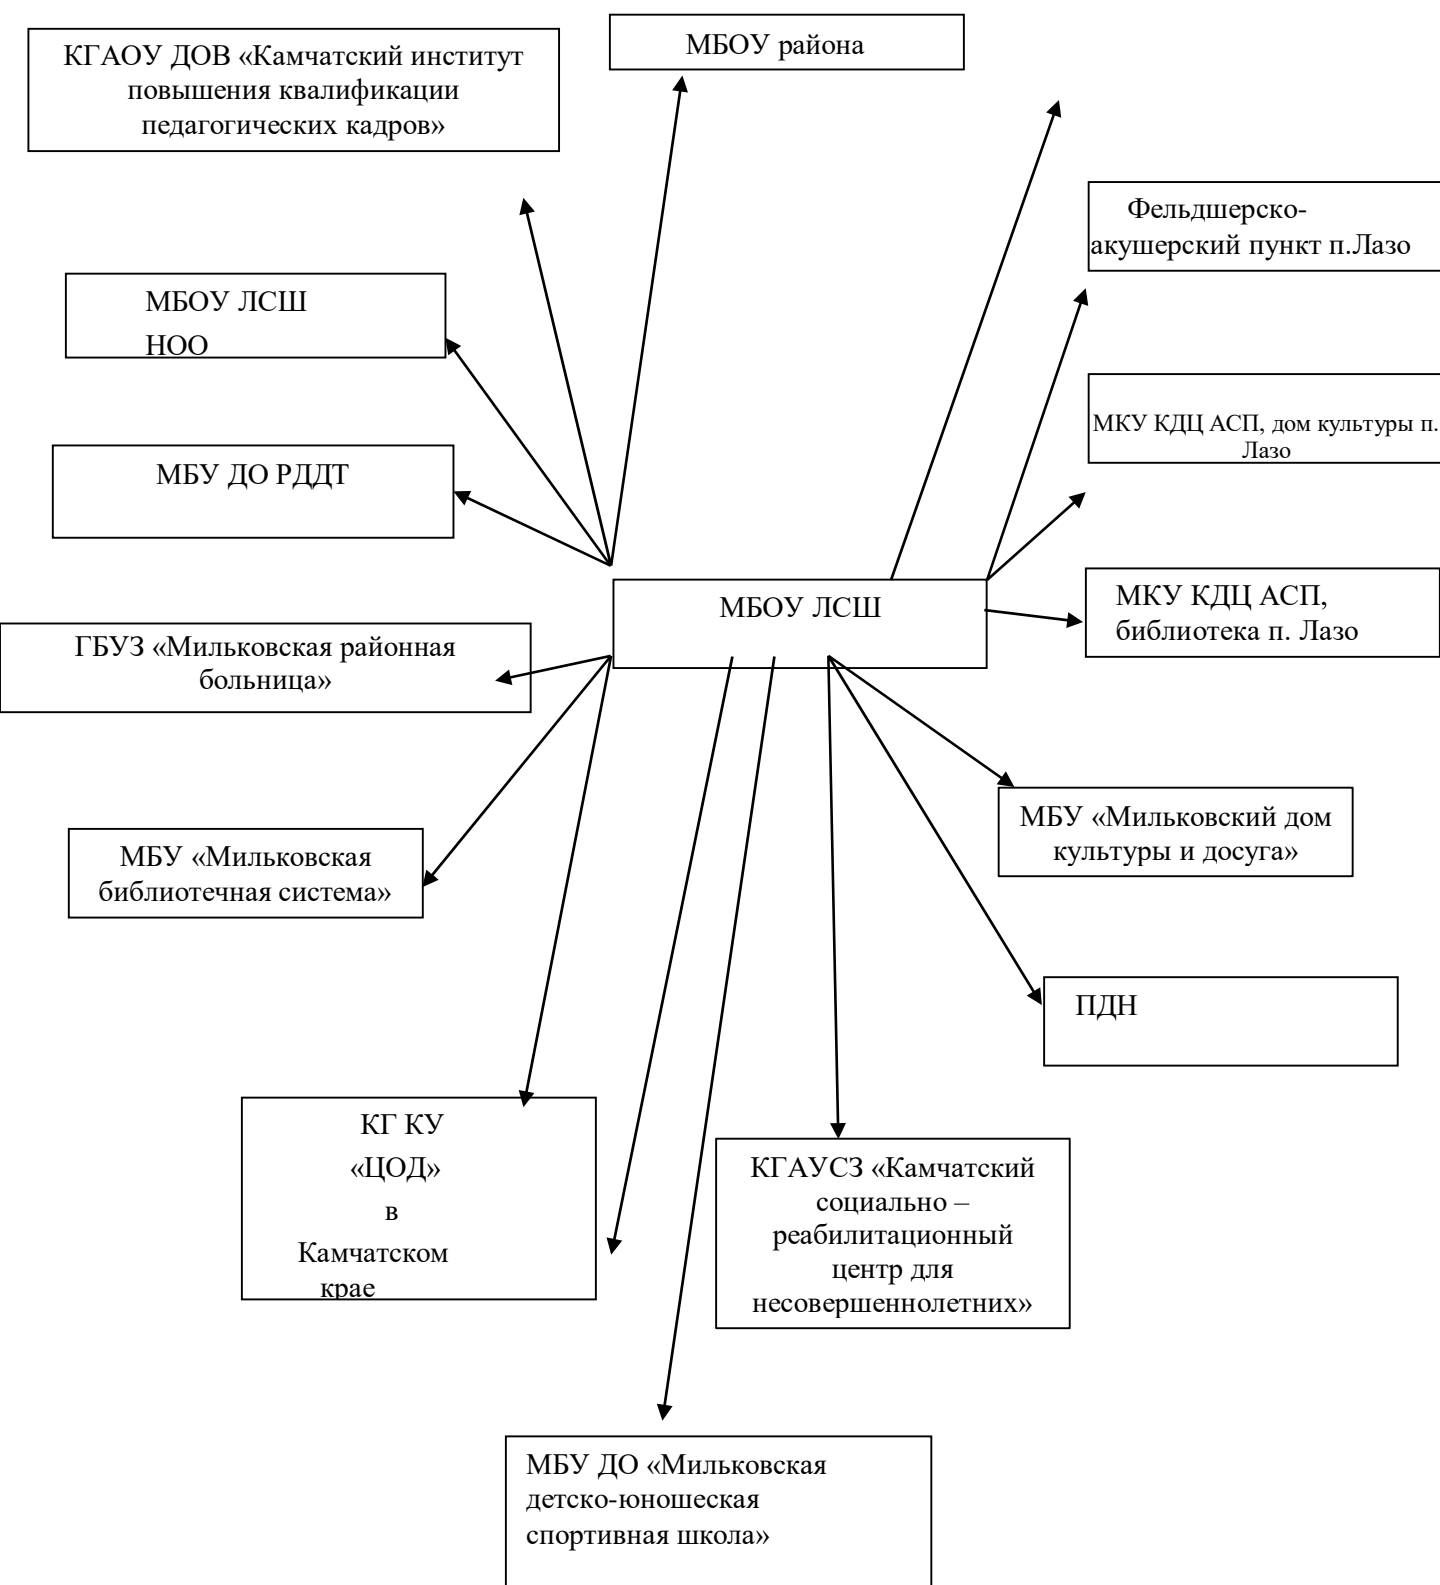 КГАОУ ДОВ «Камчатский институт
повышения квалификации
педагогических кадров»
МБОУ района
Фельдшерско-
акушерский пункт п.Лазо
МБОУ ЛСШ
НОО
МКУ КДЦ АСП, дом культуры п.
Лазо
МБУ ДО РДДТ
МБОУ ЛСШ
МКУ КДЦ АСП,
библиотека п. Лазо
ГБУЗ «Мильковская районная
больница»
МБУ «Мильковский дом
культуры и досуга»
МБУ «Мильковская
библиотечная система»
ПДН
КГ КУ
«ЦОД»
в
Камчатском
крае
КГАУСЗ «Камчатский
социально –
реабилитационный
центр для
несовершеннолетних»
МБУ ДО «Мильковская
детско-юношеская
спортивная школа»